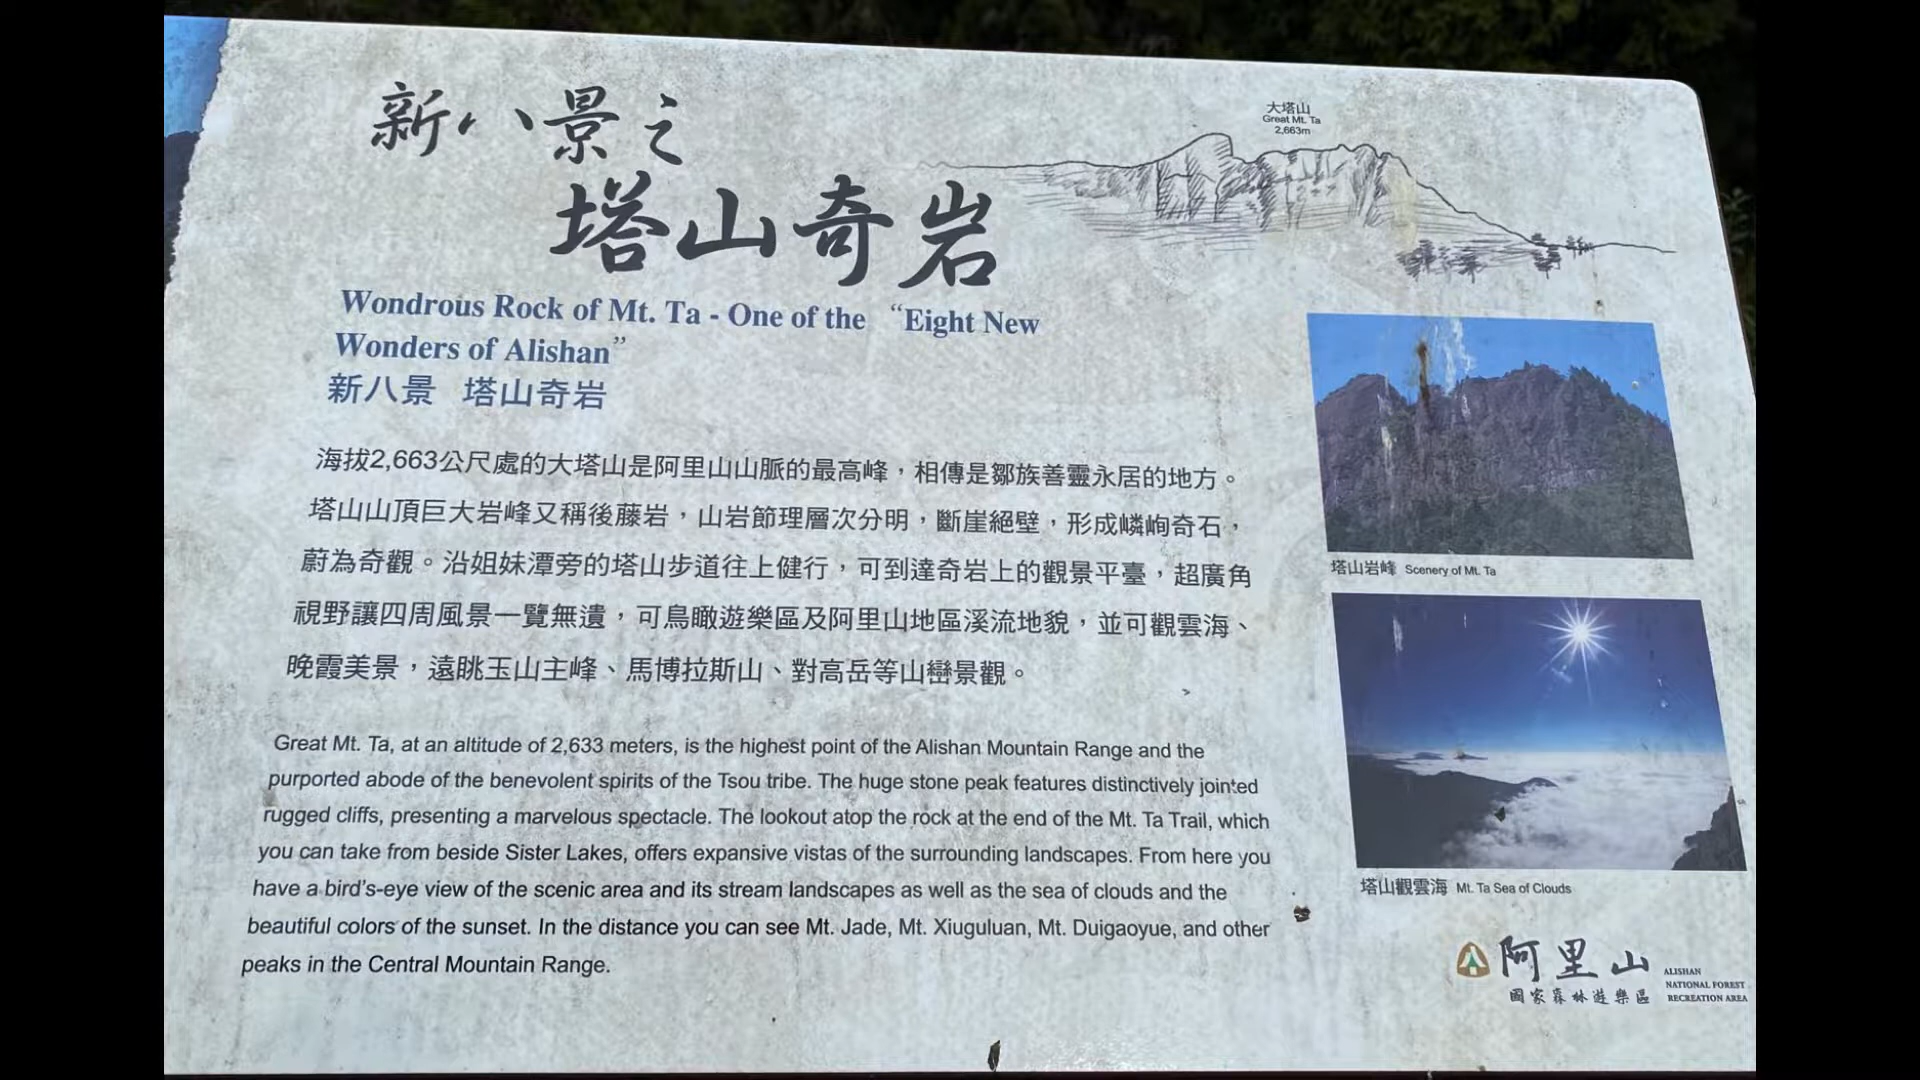 新八景之
塔山奇岩
大塔山
Great Mt. Ta
2,663m
Wondrous Rock of Mt. Ta - One of the “Eight New
Wonders of Alishan”
新八景 塔山奇岩
海拔2,663公尺處的大塔山是阿里山山脈的最高峰，相傳是鄒族善靈永居的地方。
塔山山頂巨大岩峰又稱後藤岩，山岩節理層次分明，斷崖絕壁，形成嶙峋奇石，
蔚為奇觀。沿姐妹潭旁的塔山步道往上健行，可到達奇岩上的觀景平臺，超廣角
視野讓四周風景一覽無遺，可鳥瞰遊樂區及阿里山地區溪流地貌，並可觀雲海、
晚霞美景，遠眺玉山主峰、馬博拉斯山、對高岳等山巒景觀。
Great Mt. Ta, at an altitude of 2,633 meters, is the highest point of the Alishan Mountain Range and the
purported abode of the benevolent spirits of the Tsou tribe. The huge stone peak features distinctively jointed
rugged cliffs, presenting a marvelous spectacle. The lookout atop the rock at the end of the Mt. Ta Trail, which
you can take from beside Sister Lakes, offers expansive vistas of the surrounding landscapes. From here you
have a bird’s-eye view of the scenic area and its stream landscapes as well as the sea of clouds and the
beautiful colors of the sunset. In the distance you can see Mt. Jade, Mt. Xiuguluan, Mt. Duigaoyue, and other
peaks in the Central Mountain Range.
塔山岩峰 Scenery of Mt. Ta
塔山觀雲海 Mt. Ta Sea of Clouds
阿里山
國家森林遊樂區
ALISHAN
NATIONAL FOREST
RECREATION AREA